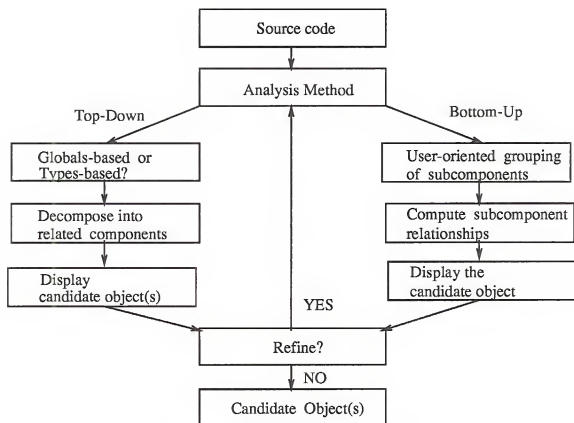 Source code
Analysis Method
Top-Down
Bottom-Up
Globals-based or
Types-based?
User-oriented grouping
of subcomponents
Decompose into
related components
Compute subcomponent
relationships
Display
candidate object(s)
Display the
candidate object
YES
Refine?
NO
Candidate Object(s)